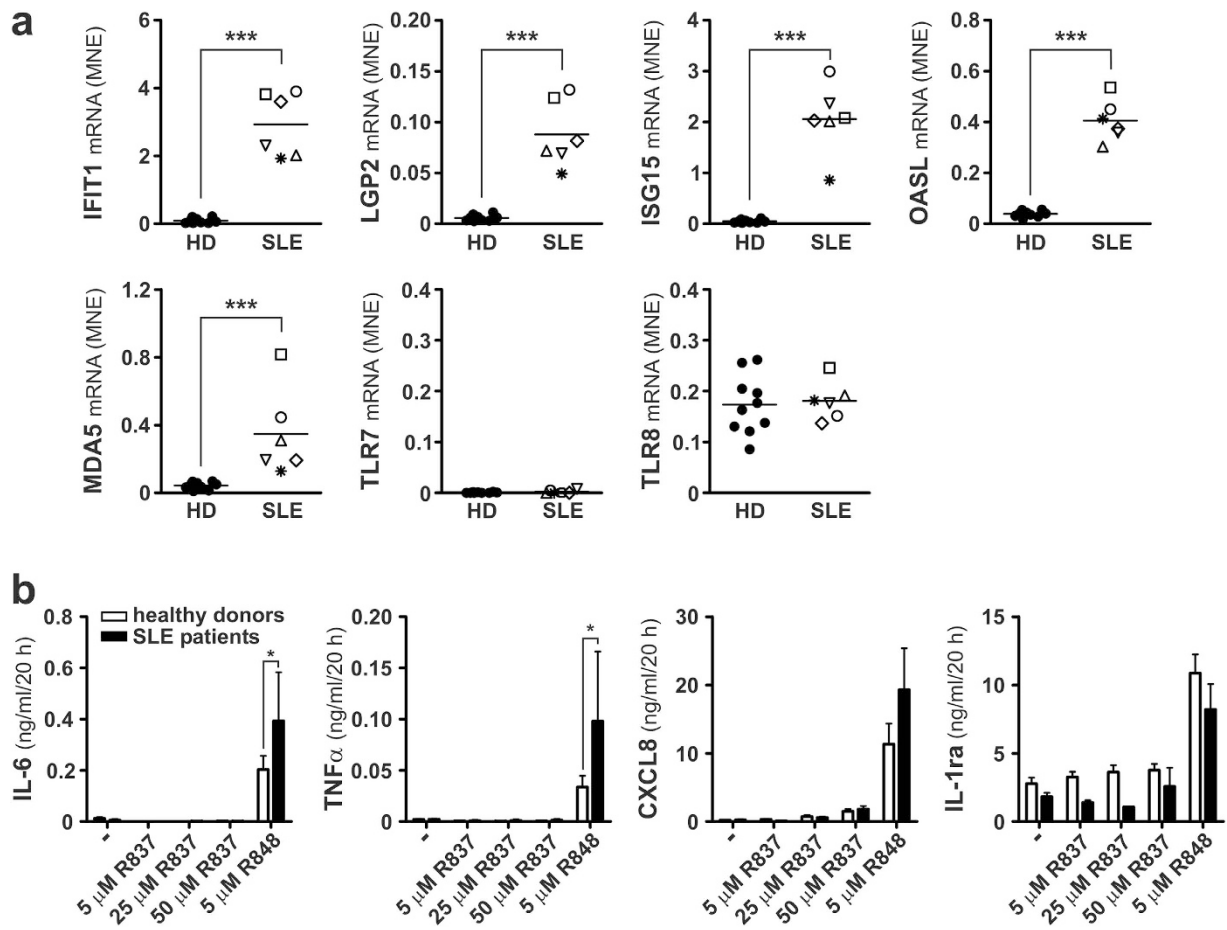 a
IFIT1 mRNA (MNE)
6
4
2
0
***
HD
SLE
LGP2 mRNA (MNE)
0.20
0.15
0.10
0.05
0
***
HD
SLE
ISG15 mRNA (MNE)
4
3
2
1
0
***
HD
SLE
OASL mRNA (MNE)
0.8
0.6
0.4
0.2
0
***
HD
SLE
MDA5 mRNA (MNE)
1.2
0.8
0.4
0
***
HD
SLE
TLR7 mRNA (MNE)
0.4
0.3
0.2
0.1
0
HD
SLE
TLR8 mRNA (MNE)
0.4
0.3
0.2
0.1
0
HD
SLE
b
IL-6 (ng/ml/20 h)
0.8
0.6
0.4
0.2
0
healthy donors
SLE patients
*
-
5 μM R837
25 μM R837
50 μM R837
5 μM R848
TNFα (ng/ml/20 h)
0.20
0.15
0.10
0.05
0
*
-
5 μM R837
25 μM R837
50 μM R837
5 μM R848
CXCL8 (ng/ml/20 h)
30
20
10
0
-
5 μM R837
25 μM R837
50 μM R837
5 μM R848
IL-1ra (ng/ml/20 h)
15
10
5
0
-
5 μM R837
25 μM R837
50 μM R837
5 μM R848